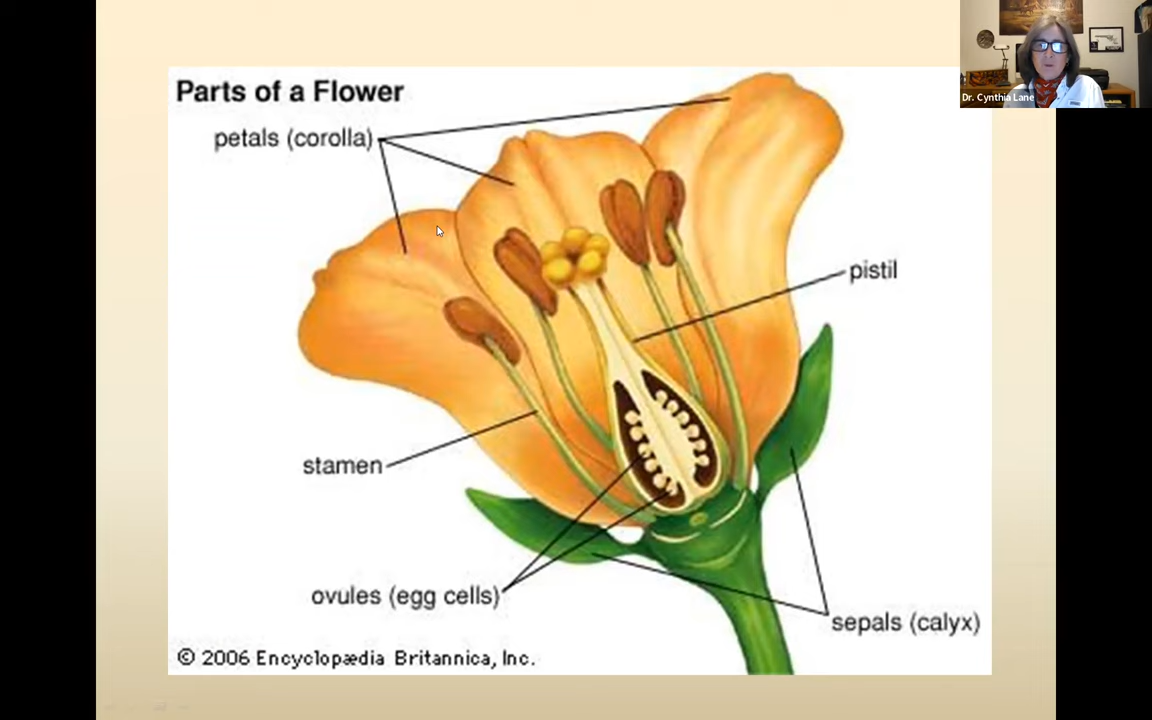 Parts of a Flower
Dr. Cynthia Lane
petals (corolla)
pistil
stamen
ovules (egg cells)
sepals (calyx)
© 2006 Encyclopædia Britannica, Inc.